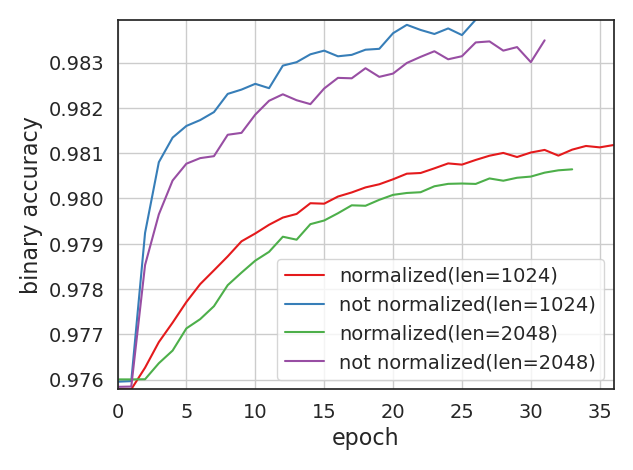 binary accuracy
0.983
0.982
0.981
0.980
0.979
0.978
0.977
0.976
normalized(len=1024)
not normalized(len=1024)
normalized(len=2048)
not normalized(len=2048)
0 5 10 15 20 25 30 35
epoch